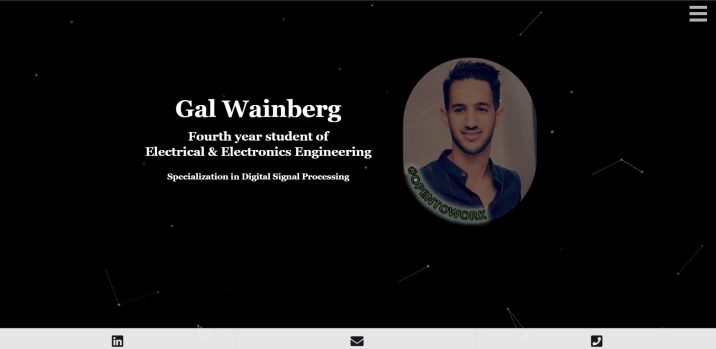 Gal Wainberg
Fourth year student of
Electrical & Electronics Engineering
Specialization in Digital Signal Processing
#OPENTOWORK